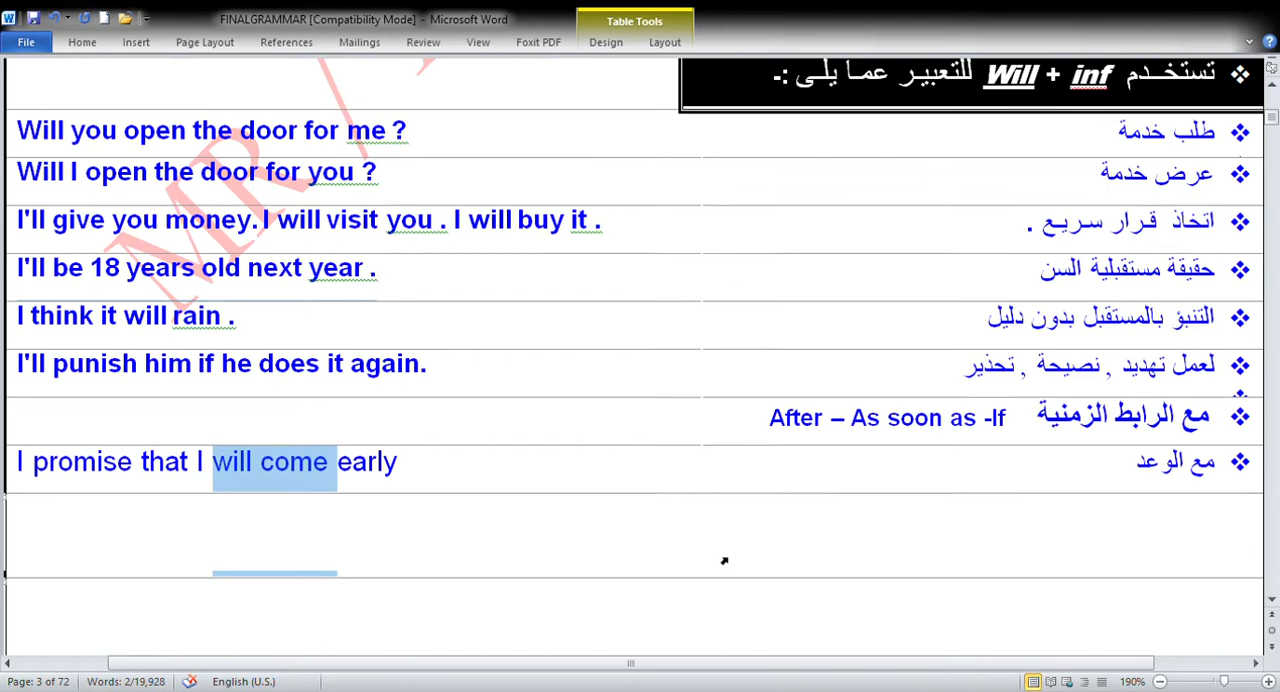 FINALGRAMMAR [Compatibility Mode] - Microsoft Word
Table Tools
File Home Insert Page Layout References Mailings Review View Foxit PDF Design Layout
تستخدم Will + inf للتعبير عما يلى :-
Will you open the door for me ?
طلب خدمة
Will I open the door for you ?
عرض خدمة
I'll give you money. I will visit you . I will buy it .
اتخاذ قرار سريع .
I'll be 18 years old next year .
حقيقة مستقبلية السن
I think it will rain .
التنبؤ بالمستقبل بدون دليل
I'll punish him if he does it again.
لعمل تهديد , نصيحة , تحذير
مع الرابط الزمنية After – As soon as -If
I promise that I will come early
مع الوعد
MR /
Page: 3 of 72 Words: 2/19,928 English (U.S.) 190%